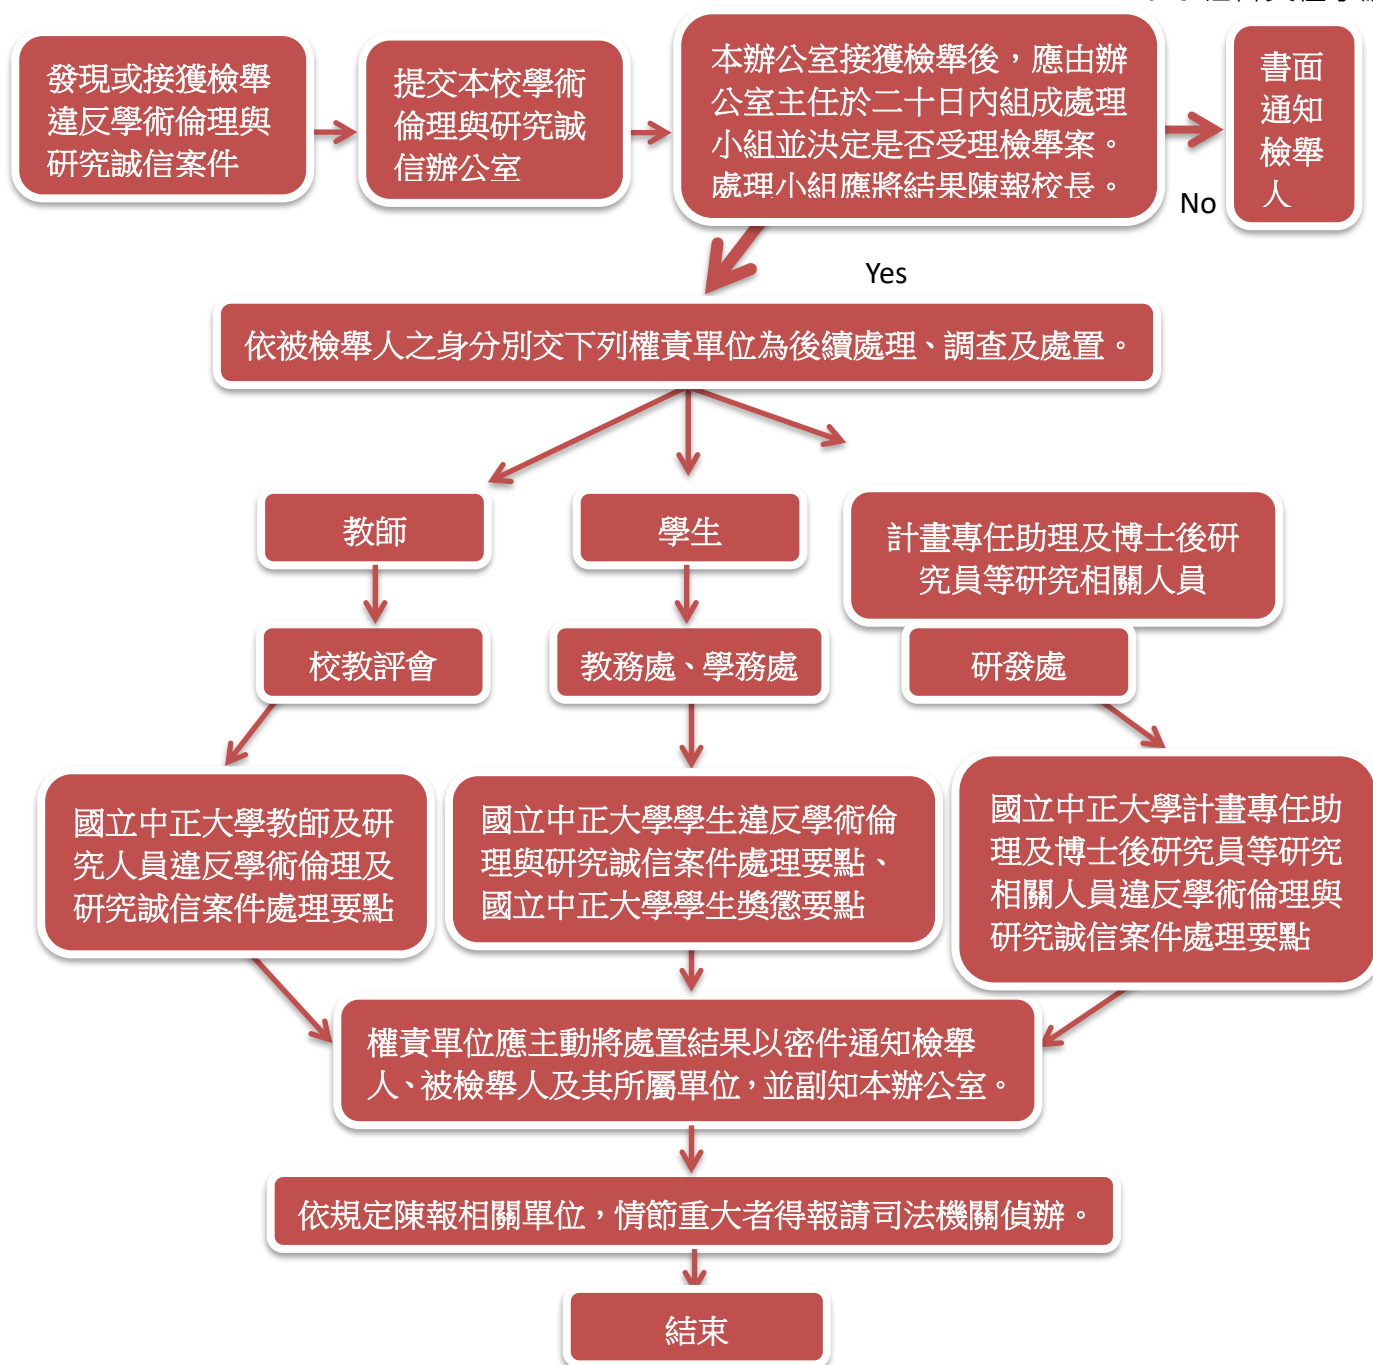 發現或接獲檢舉
違反學術倫理與
研究誠信案件
提交本校學術
倫理與研究誠
信辦公室
本辦公室接獲檢舉後，應由辦
公室主任於二十日內組成處理
小組並決定是否受理檢舉案。
處理小組應將結果陳報校長。
No
書面
通知
檢舉
人
Yes
依被檢舉人之身分別交下列權責單位為後續處理、調查及處置。
教師
學生
計畫專任助理及博士後研
究員等研究相關人員
校教評會
教務處、學務處
研發處
國立中正大學教師及研
究人員違反學術倫理及
研究誠信案件處理要點
國立中正大學學生違反學術倫
理與研究誠信案件處理要點、
國立中正大學學生獎懲要點
國立中正大學計畫專任助
理及博士後研究員等研究
相關人員違反學術倫理與
研究誠信案件處理要點
權責單位應主動將處置結果以密件通知檢舉
人、被檢舉人及其所屬單位，並副知本辦公室。
依規定陳報相關單位，情節重大者得報請司法機關偵辦。
結束